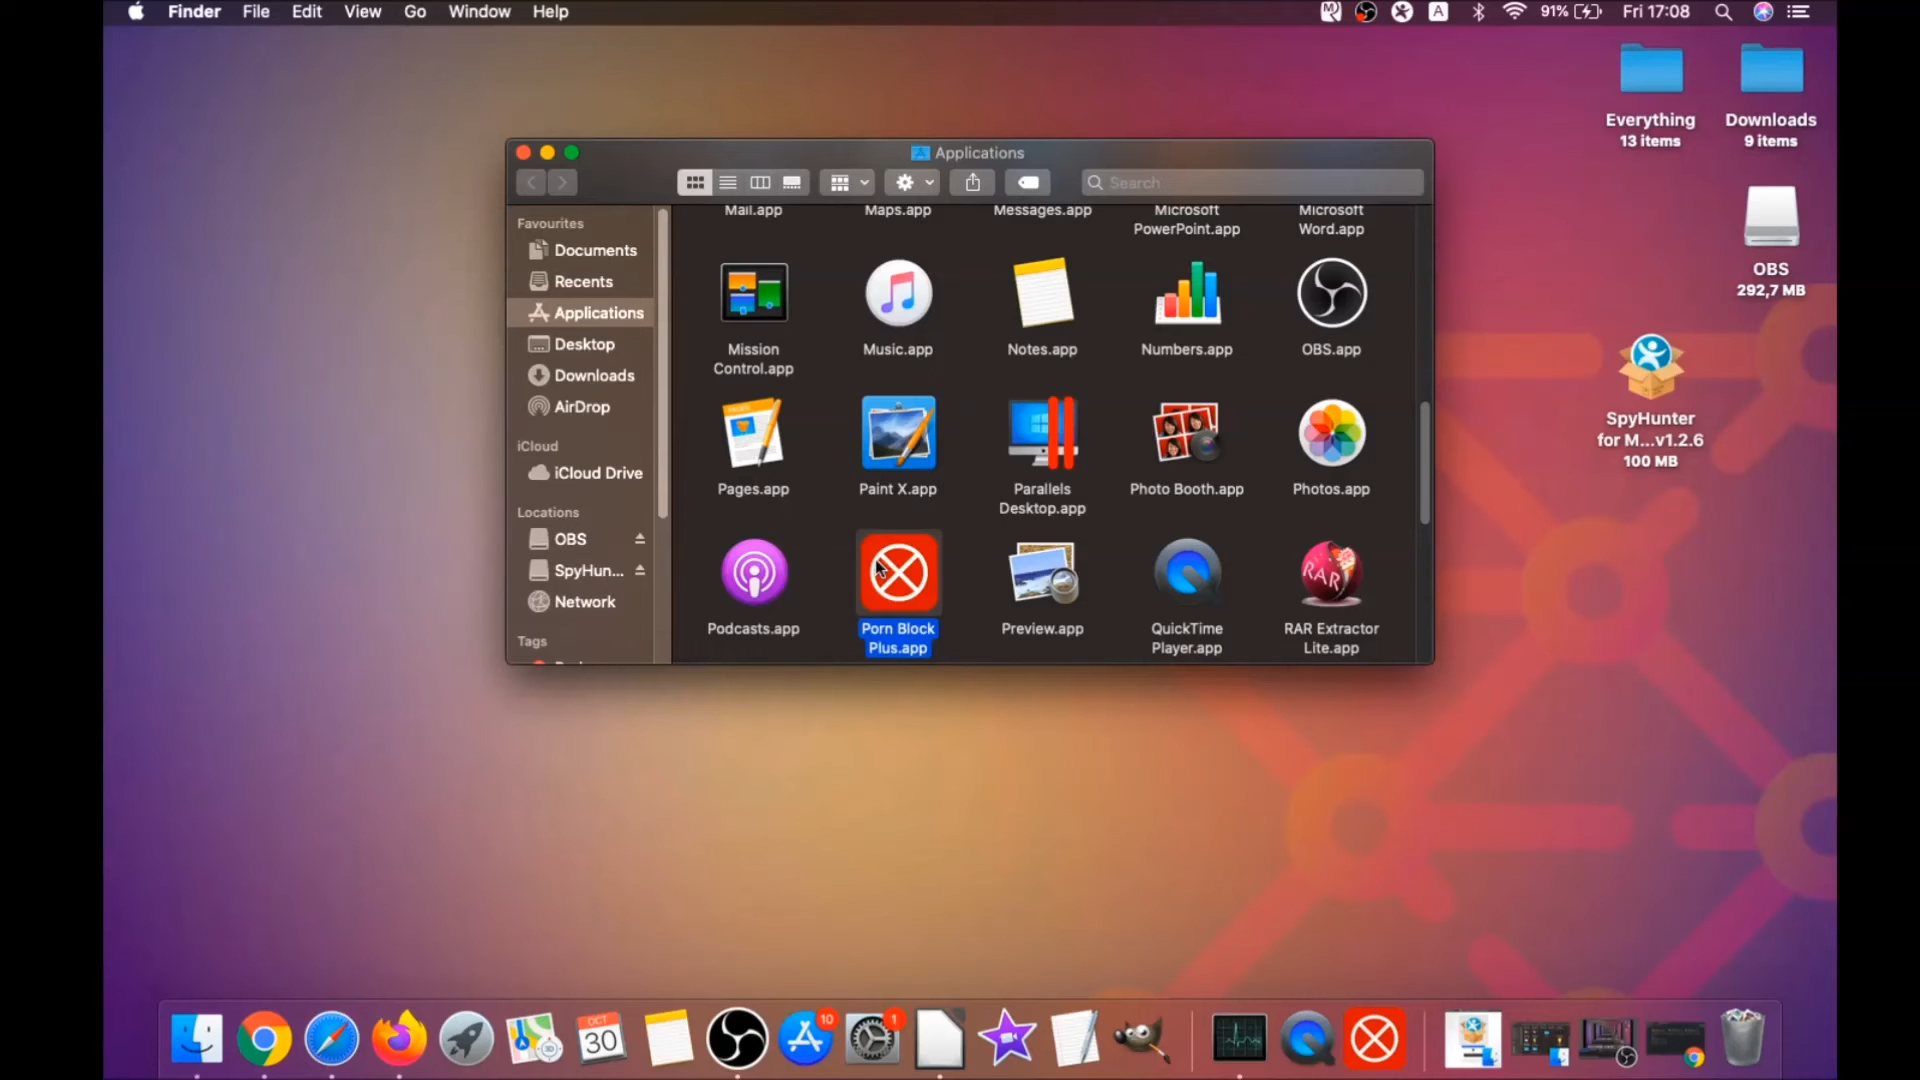 Finder File Edit View Go Window Help
A 91% Fri 17:08
Everything
13 items
Downloads
9 items
OBS
292,7 MB
SpyHunter
for M...v1.2.6
100 MB
Applications
Search
Favourites
Documents
Recents
Applications
Desktop
Downloads
AirDrop
iCloud
iCloud Drive
Locations
OBS
SpyHun...
Network
Tags
Mail.app
Maps.app
Messages.app
Microsoft
PowerPoint.app
Microsoft
Word.app
Mission
Control.app
Music.app
Notes.app
Numbers.app
OBS.app
PAGES
Pages.app
Paint X.app
Parallels
Desktop.app
Photo Booth.app
Photos.app
Podcasts.app
Porn Block
Plus.app
Preview.app
QuickTime
Player.app
RAR
RAR Extractor
Lite.app
OCT
30
10
1